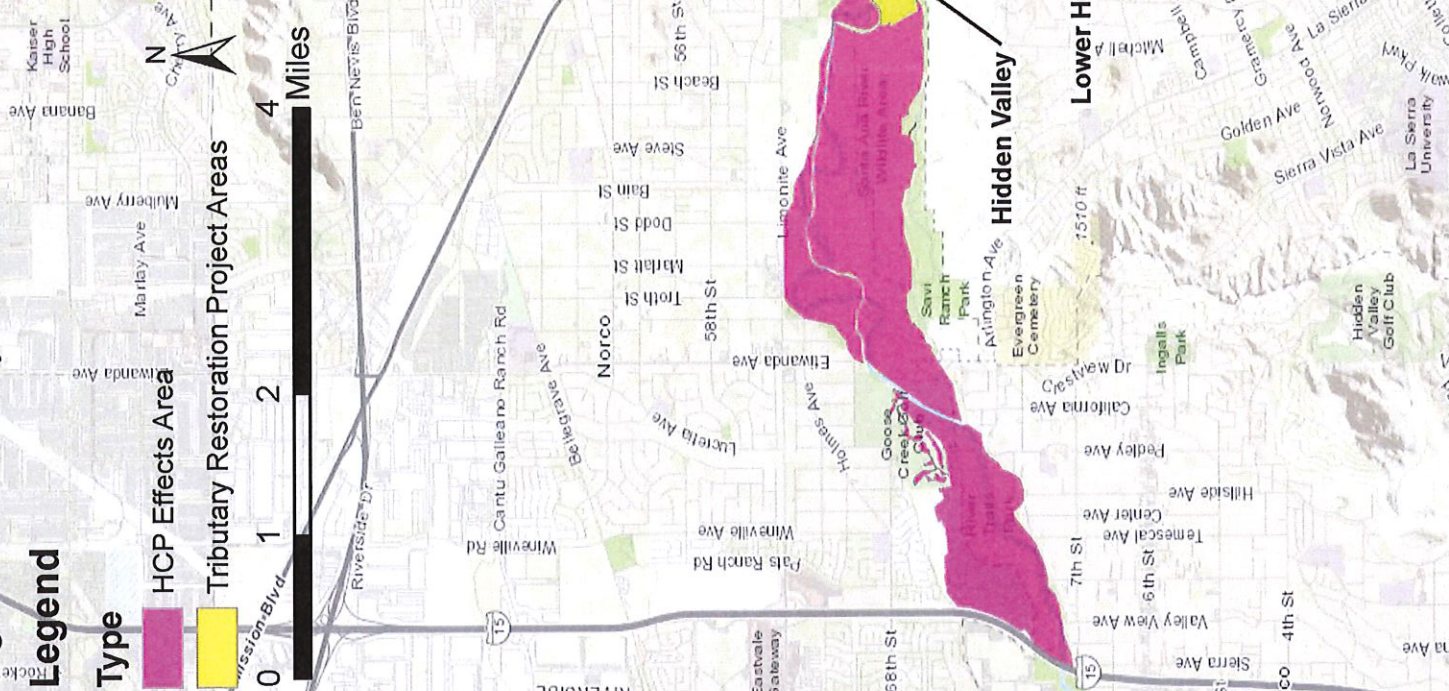 Legend
Type
HCP Effects Area
Tributary Restoration Project Areas
0
1
2
4
Miles
N
Kaiser
High
School
Banana Ave
Cherry Ave
Mulberry Ave
Marlay Ave
Etiwanda Ave
Mission Blvd
Riverside Dr
Ben Nevis Blvd
15
Wineville Rd
Cantu Galleano Ranch Rd
Bellegrave Ave
Norco
Lucretia Ave
58th St
56th St
Beach St
Steve Ave
Bain St
Dodd St
Marlatt St
Troth St
Etiwanda Ave
Limonite Ave
Holmes Ave
Wineville Ave
Pats Ranch Rd
68th St
Goose
Creek Golf
Club
Santa Ana River
Wildlife Area
River
Trails
Park
Savi
Ranch
Park
Arlington Ave
Evergreen
Cemetery
1510 ft
Hidden Valley
Lower H
Mitchell A
Campbell
Golden Ave
Norwood Ave
La Sierra
Sierra Vista Ave
La Sierra
University
Hidden
Valley
Golf Club
Ingalls
Park
Crestview Dr
California Ave
Pedley Ave
Hillside Ave
Center Ave
Temescal Ave
7th St
6th St
4th St
Valley View Ave
Sierra Ave
15